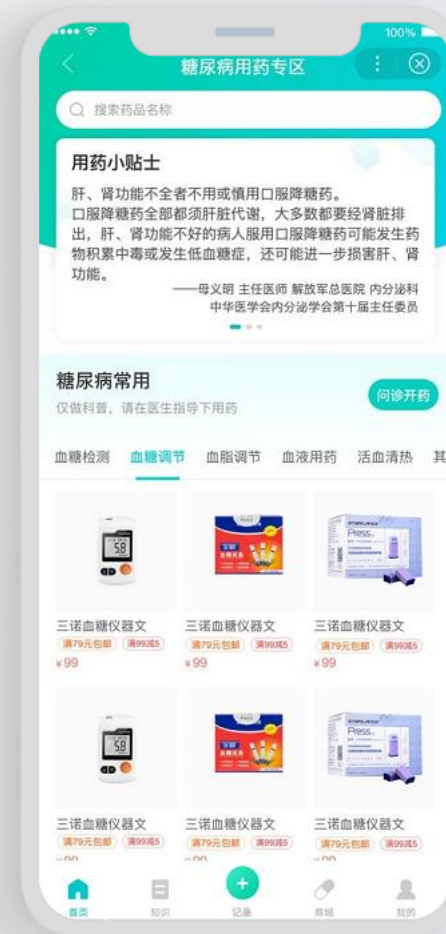 100%
糖尿病用药专区
搜索药品名称
用药小贴士
肝、肾功能不全者不用或慎用口服降糖药。
口服降糖药全部都须肝脏代谢，大多数都要经肾脏排
出，肝、肾功能不好的病人服用口服降糖药可能发生药
物积累中毒或发生低血糖症，还可能进一步损害肝、肾
功能。
——母义明 主任医师 解放军总医院 内分泌科
中华医学会内分泌学会第十届主任委员
糖尿病常用
仅做科普，请在医生指导下用药
问诊开药
血糖检测 血糖调节 血脂调节 血液用药 活血清热 其
5.8
Press
三诺血糖仪器文 三诺血糖仪器文 三诺血糖仪器文
满79元包邮 满99减5 满79元包邮 满99减5 满79元包邮 满99减5
¥99 ¥99 ¥99
5.8
Press
三诺血糖仪器文 三诺血糖仪器文 三诺血糖仪器文
满79元包邮 满99减5 满79元包邮 满99减5 满79元包邮 满99减5
首页 知识 记录 商城 我的